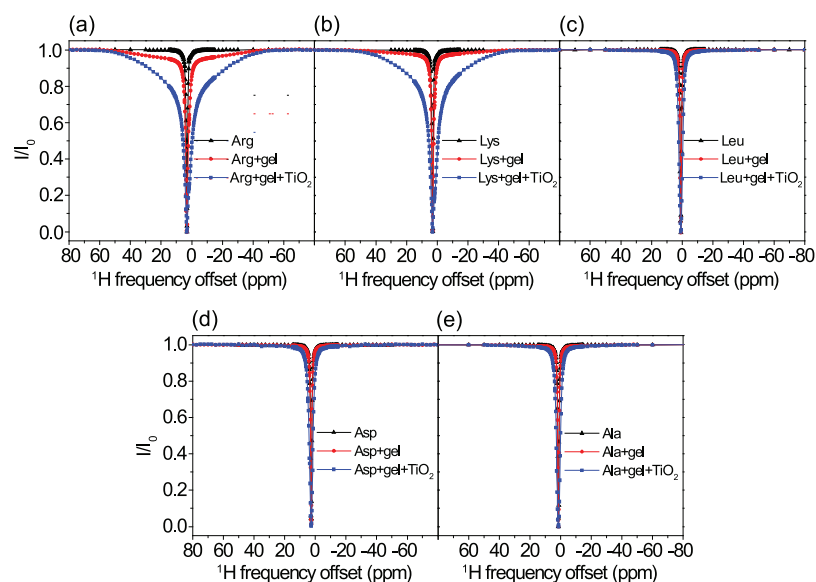 (a) (b) (c)
I/I0
1.0
0.8
0.6
0.4
0.2
0.0
Arg
Arg+gel
Arg+gel+TiO2
Lys
Lys+gel
Lys+gel+TiO2
Leu
Leu+gel
Leu+gel+TiO2
80 60 40 20 0 -20 -40 -60
60 40 20 0 -20 -40 -60
60 40 20 0 -20 -40 -60 -80
1H frequency offset (ppm)
1H frequency offset (ppm)
1H frequency offset (ppm)
(d) (e)
I/I0
1.0
0.8
0.6
0.4
0.2
0.0
Asp
Asp+gel
Asp+gel+TiO2
Ala
Ala+gel
Ala+gel+TiO2
80 60 40 20 0 -20 -40 -60
60 40 20 0 -20 -40 -60 -80
1H frequency offset (ppm)
1H frequency offset (ppm)